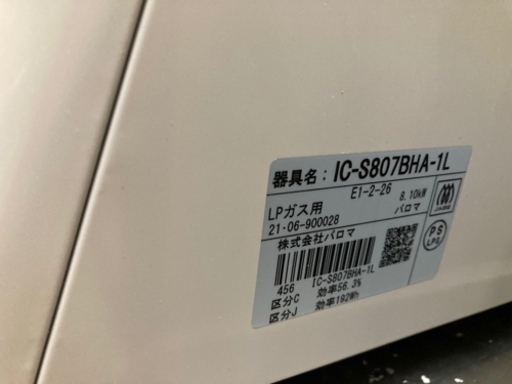 器具名：IC-S807BHA-1L
E1-2-26 8.10kW
LPガス用 パロマ
21·06-900028
株式会社パロマ
PS
LPG
456 IC-S807BHA-1L
区分C 効率56.3%
区分J 効率192Wh